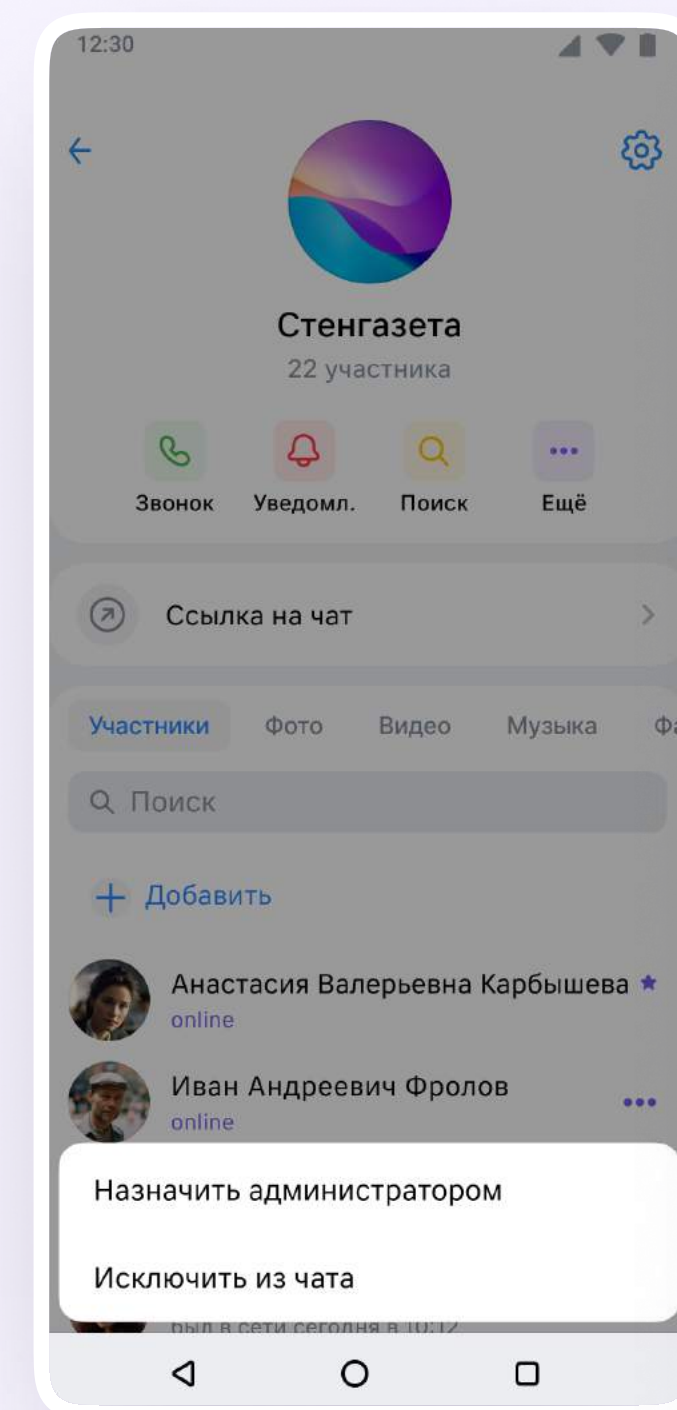 12:30
Стенгазета
22 участника
Звонок Уведомл. Поиск Ещё
Ссылка на чат
Участники Фото Видео Музыка
Поиск
Добавить
Анастасия Валерьевна Карбышева
online
Иван Андреевич Фролов
online
Назначить администратором
Исключить из чата
был в сети сегодня в 10:12